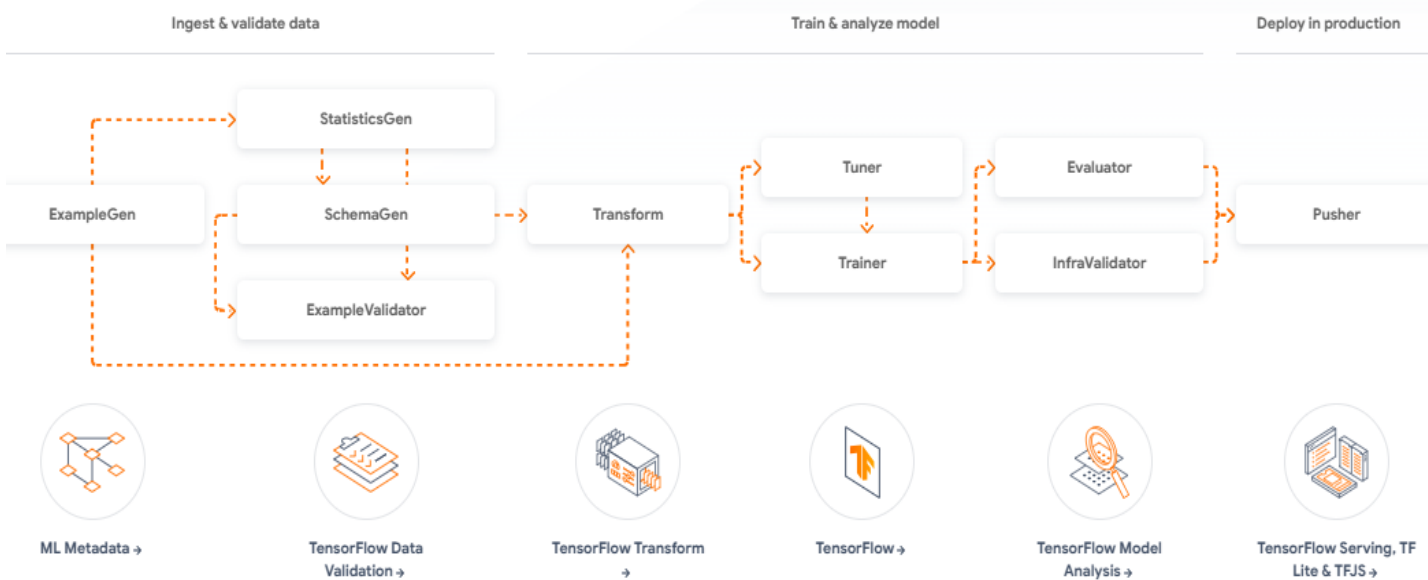 Ingest & validate data
Train & analyze model
Deploy in production
StatisticsGen
Tuner
Evaluator
ExampleGen
SchemaGen
Transform
Pusher
Trainer
InfraValidator
ExampleValidator
ML Metadata →
TensorFlow Data
Validation →
TensorFlow Transform
→
TensorFlow →
TensorFlow Model
Analysis →
TensorFlow Serving, TF
Lite & TFJS →